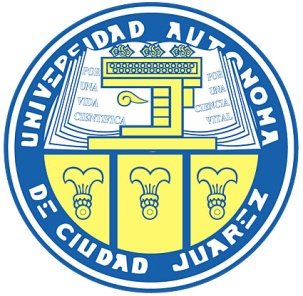 UNIVERSIDAD AUTONOMA
DE CIUDAD JUAREZ
POR
UNA
VIDA
CIENTIFICA
POR
UNA
CIENCIA
VITAL